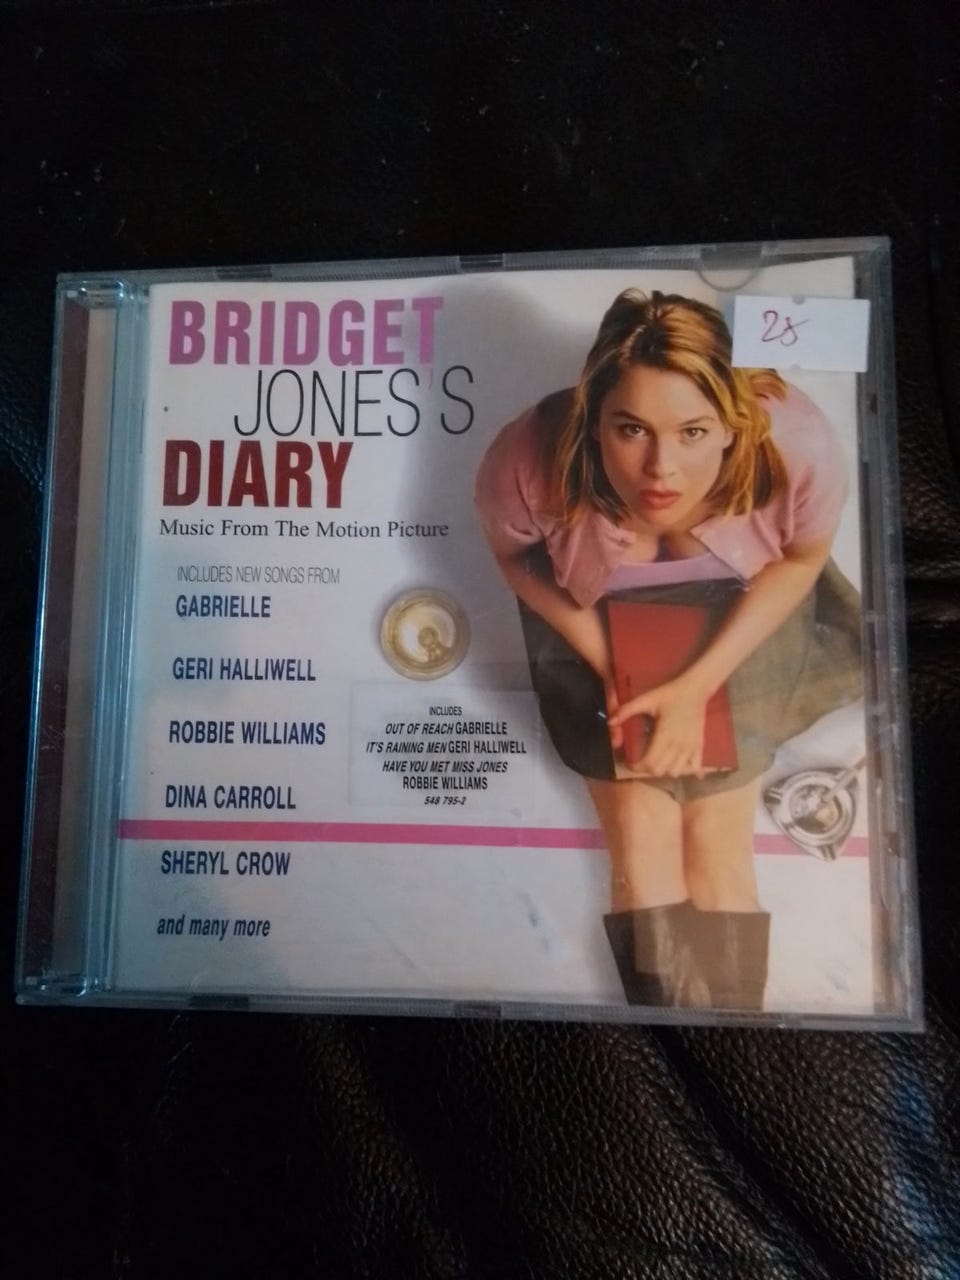 BRIDGET
JONES'S
DIARY
Music From The Motion Picture
INCLUDES NEW SONGS FROM
GABRIELLE
GERI HALLIWELL
ROBBIE WILLIAMS
DINA CARROLL
SHERYL CROW
and many more
INCLUDES
OUT OF REACH GABRIELLE
IT'S RAINING MEN GERI HALLIWELL
HAVE YOU MET MISS JONES
ROBBIE WILLIAMS
548 795-2